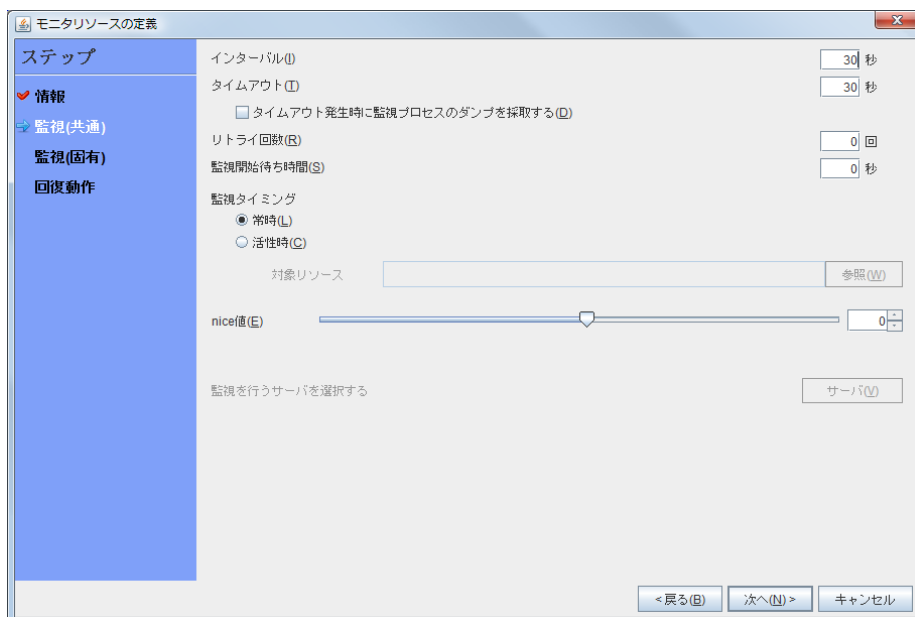 モニタリソースの定義
ステップ
情報
監視(共通)
監視(固有)
回復動作
インターバル(I) 30 秒
タイムアウト(T) 30 秒
タイムアウト発生時に監視プロセスのダンプを採取する(D)
リトライ回数(R) 0 回
監視開始待ち時間(S) 0 秒
監視タイミング
常時(L)
活性時(C)
対象リソース 参照(W)
nice値(E) 0
監視を行うサーバを選択する サーバ(V)
<戻る(B) 次へ(N)> キャンセル